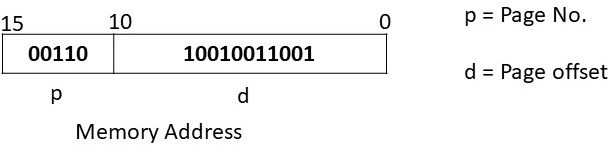 15 10 0 p = Page No.
00110 10010011001
d = Page offset
p d
Memory Address